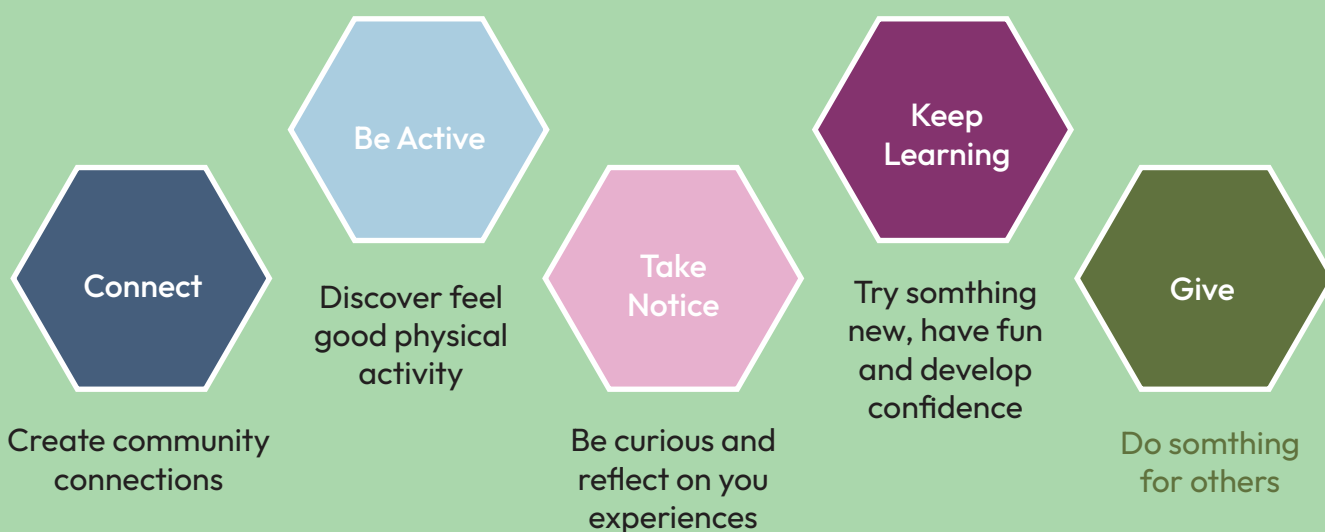 Connect
Create community
connections
Be Active
Discover feel
good physical
activity
Take
Notice
Be curious and
reflect on you
experiences
Keep
Learning
Try somthing
new, have fun
and develop
confidence
Give
Do somthing
for others